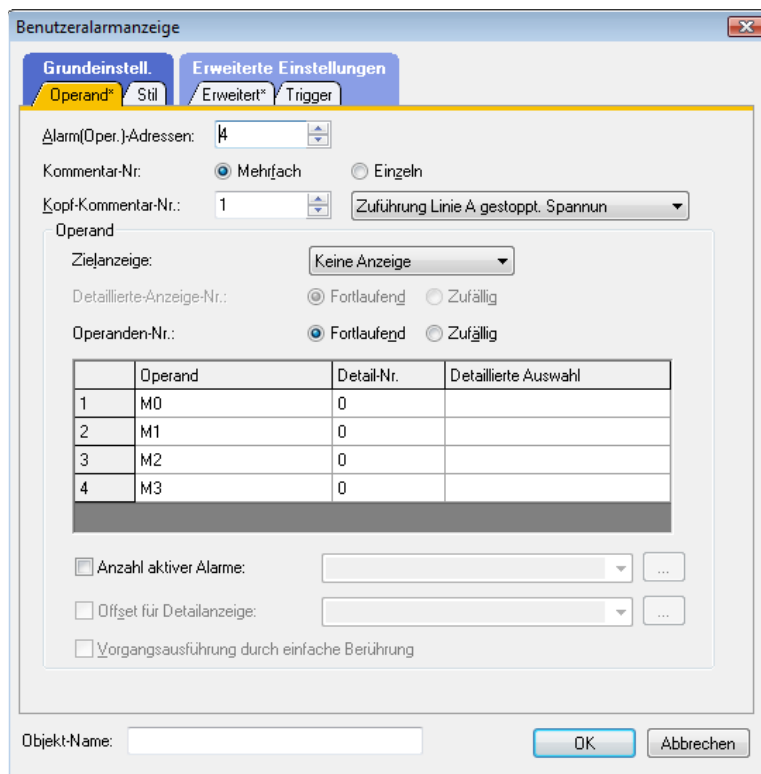 Benutzeralarmanzeige
Grundeinstell. Erweiterte Einstellungen
Operand* Stil Erweitert* Trigger
Alarm(Oper.)-Adressen: 4
Kommentar-Nr: Mehrfach Einzeln
Kopf-Kommentar-Nr.: 1 Zuführung Linie A gestoppt. Spannun
Operand
Zielanzeige: Keine Anzeige
Detaillierte-Anzeige-Nr.: Fortlaufend Zufällig
Operanden-Nr.: Fortlaufend Zufällig
Operand Detail-Nr. Detaillierte Auswahl
1 M0 0
2 M1 0
3 M2 0
4 M3 0
Anzahl aktiver Alarme: ...
Offset für Detailanzeige: ...
Vorgangsausführung durch einfache Berührung
Objekt-Name: OK Abbrechen